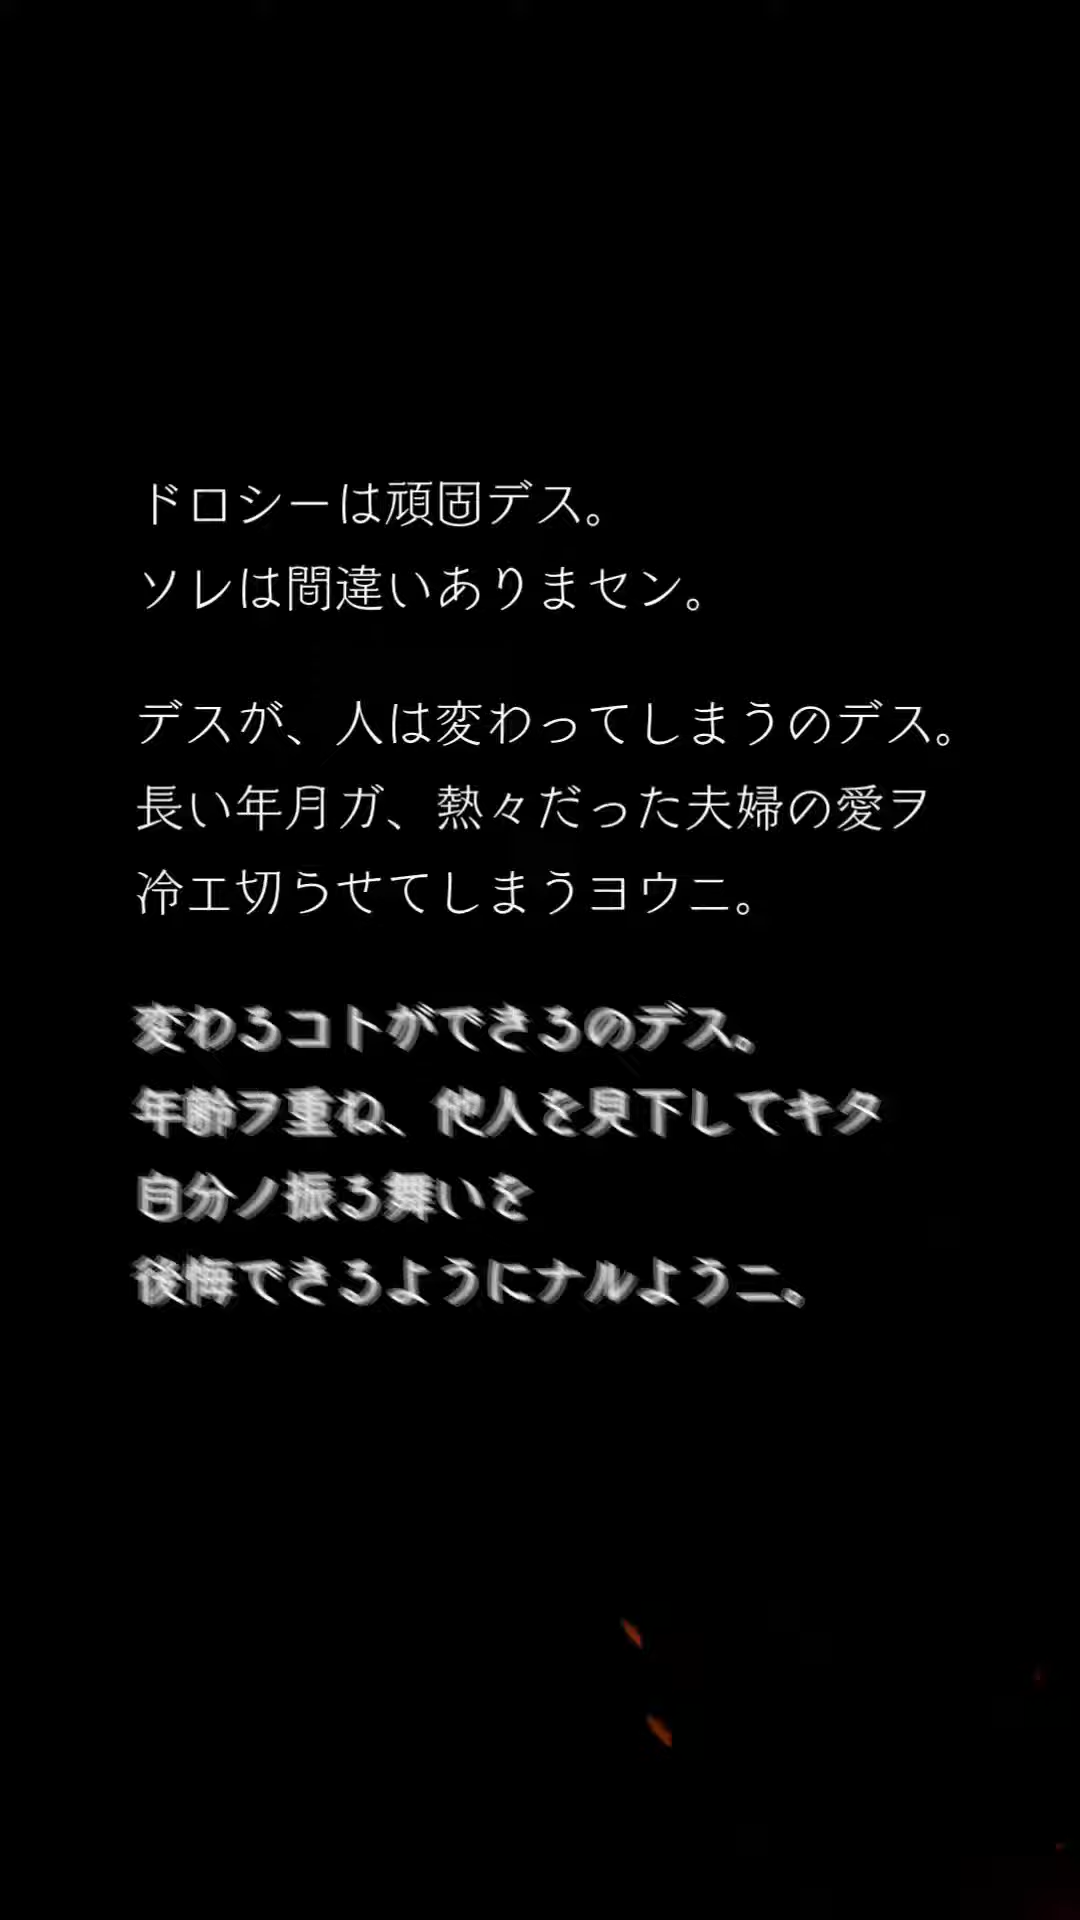 ドロシーは頑固デス。
ソレは間違いありまセン。
デスが、人は変わってしまうのデス。
長い年月ガ、熱々だった夫婦の愛ヲ
冷エ切らせてしまうヨウニ。
変わるコトができるのデス。
年齢ヲ重ね、他人を見下してキタ
自分ノ振る舞いを
後悔できるようにナルようニ。